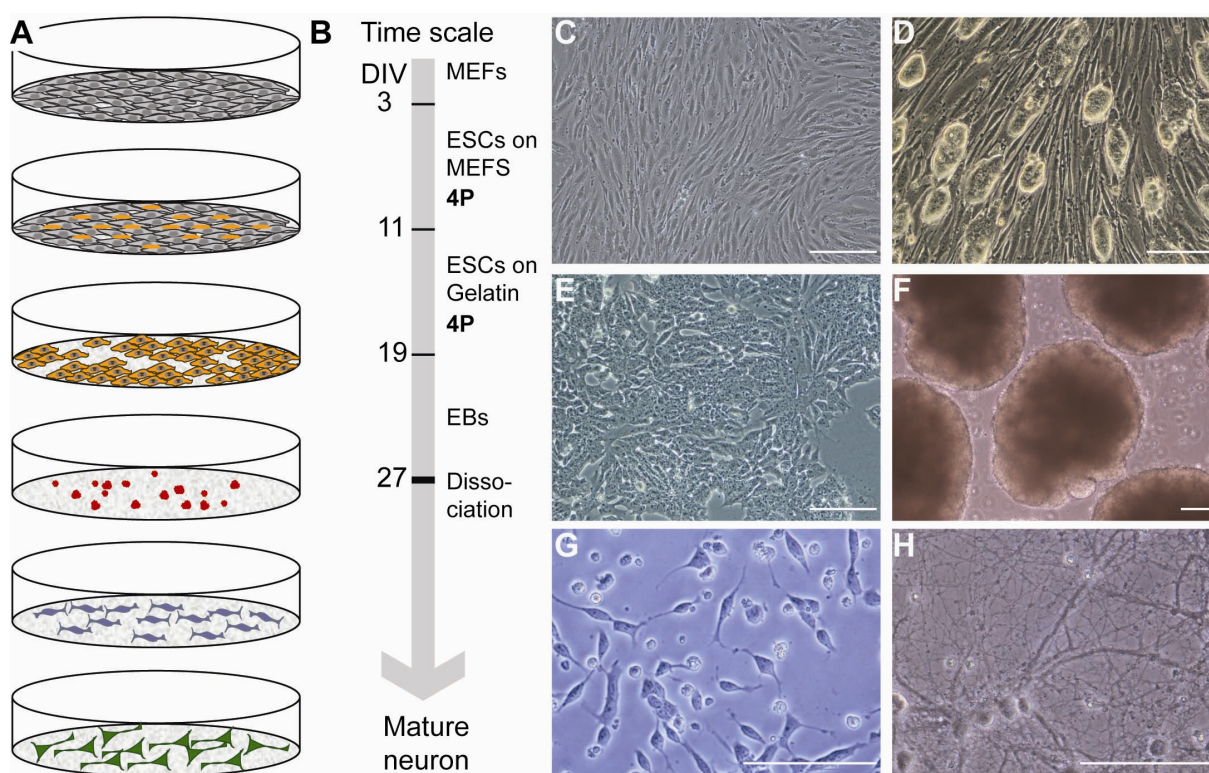 A
B
Time scale
DIV
MEFs
3
ESCs on
MEFS
4P
11
ESCs on
Gelatin
4P
19
EBs
27
Disso-
ciation
Mature
neuron
C
D
E
F
G
H